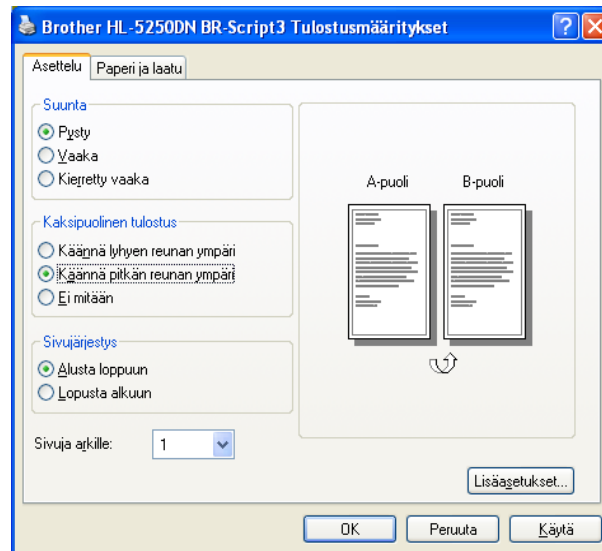 Brother HL-5250DN BR-Script3 Tulostusmääritykset
Asettelu
Paperi ja laatu
Suunta
Pysty
Vaaka
Kierretty vaaka
Kaksipuolinen tulostus
Käännä lyhyen reunan ympäri
Käännä pitkän reunan ympäri
Ei mitään
Sivujärjestys
Alusta loppuun
Lopusta alkuun
Sivuja arkille:
1
A-puoli
B-puoli
Lisäasetukset...
OK
Peruuta
Käytä